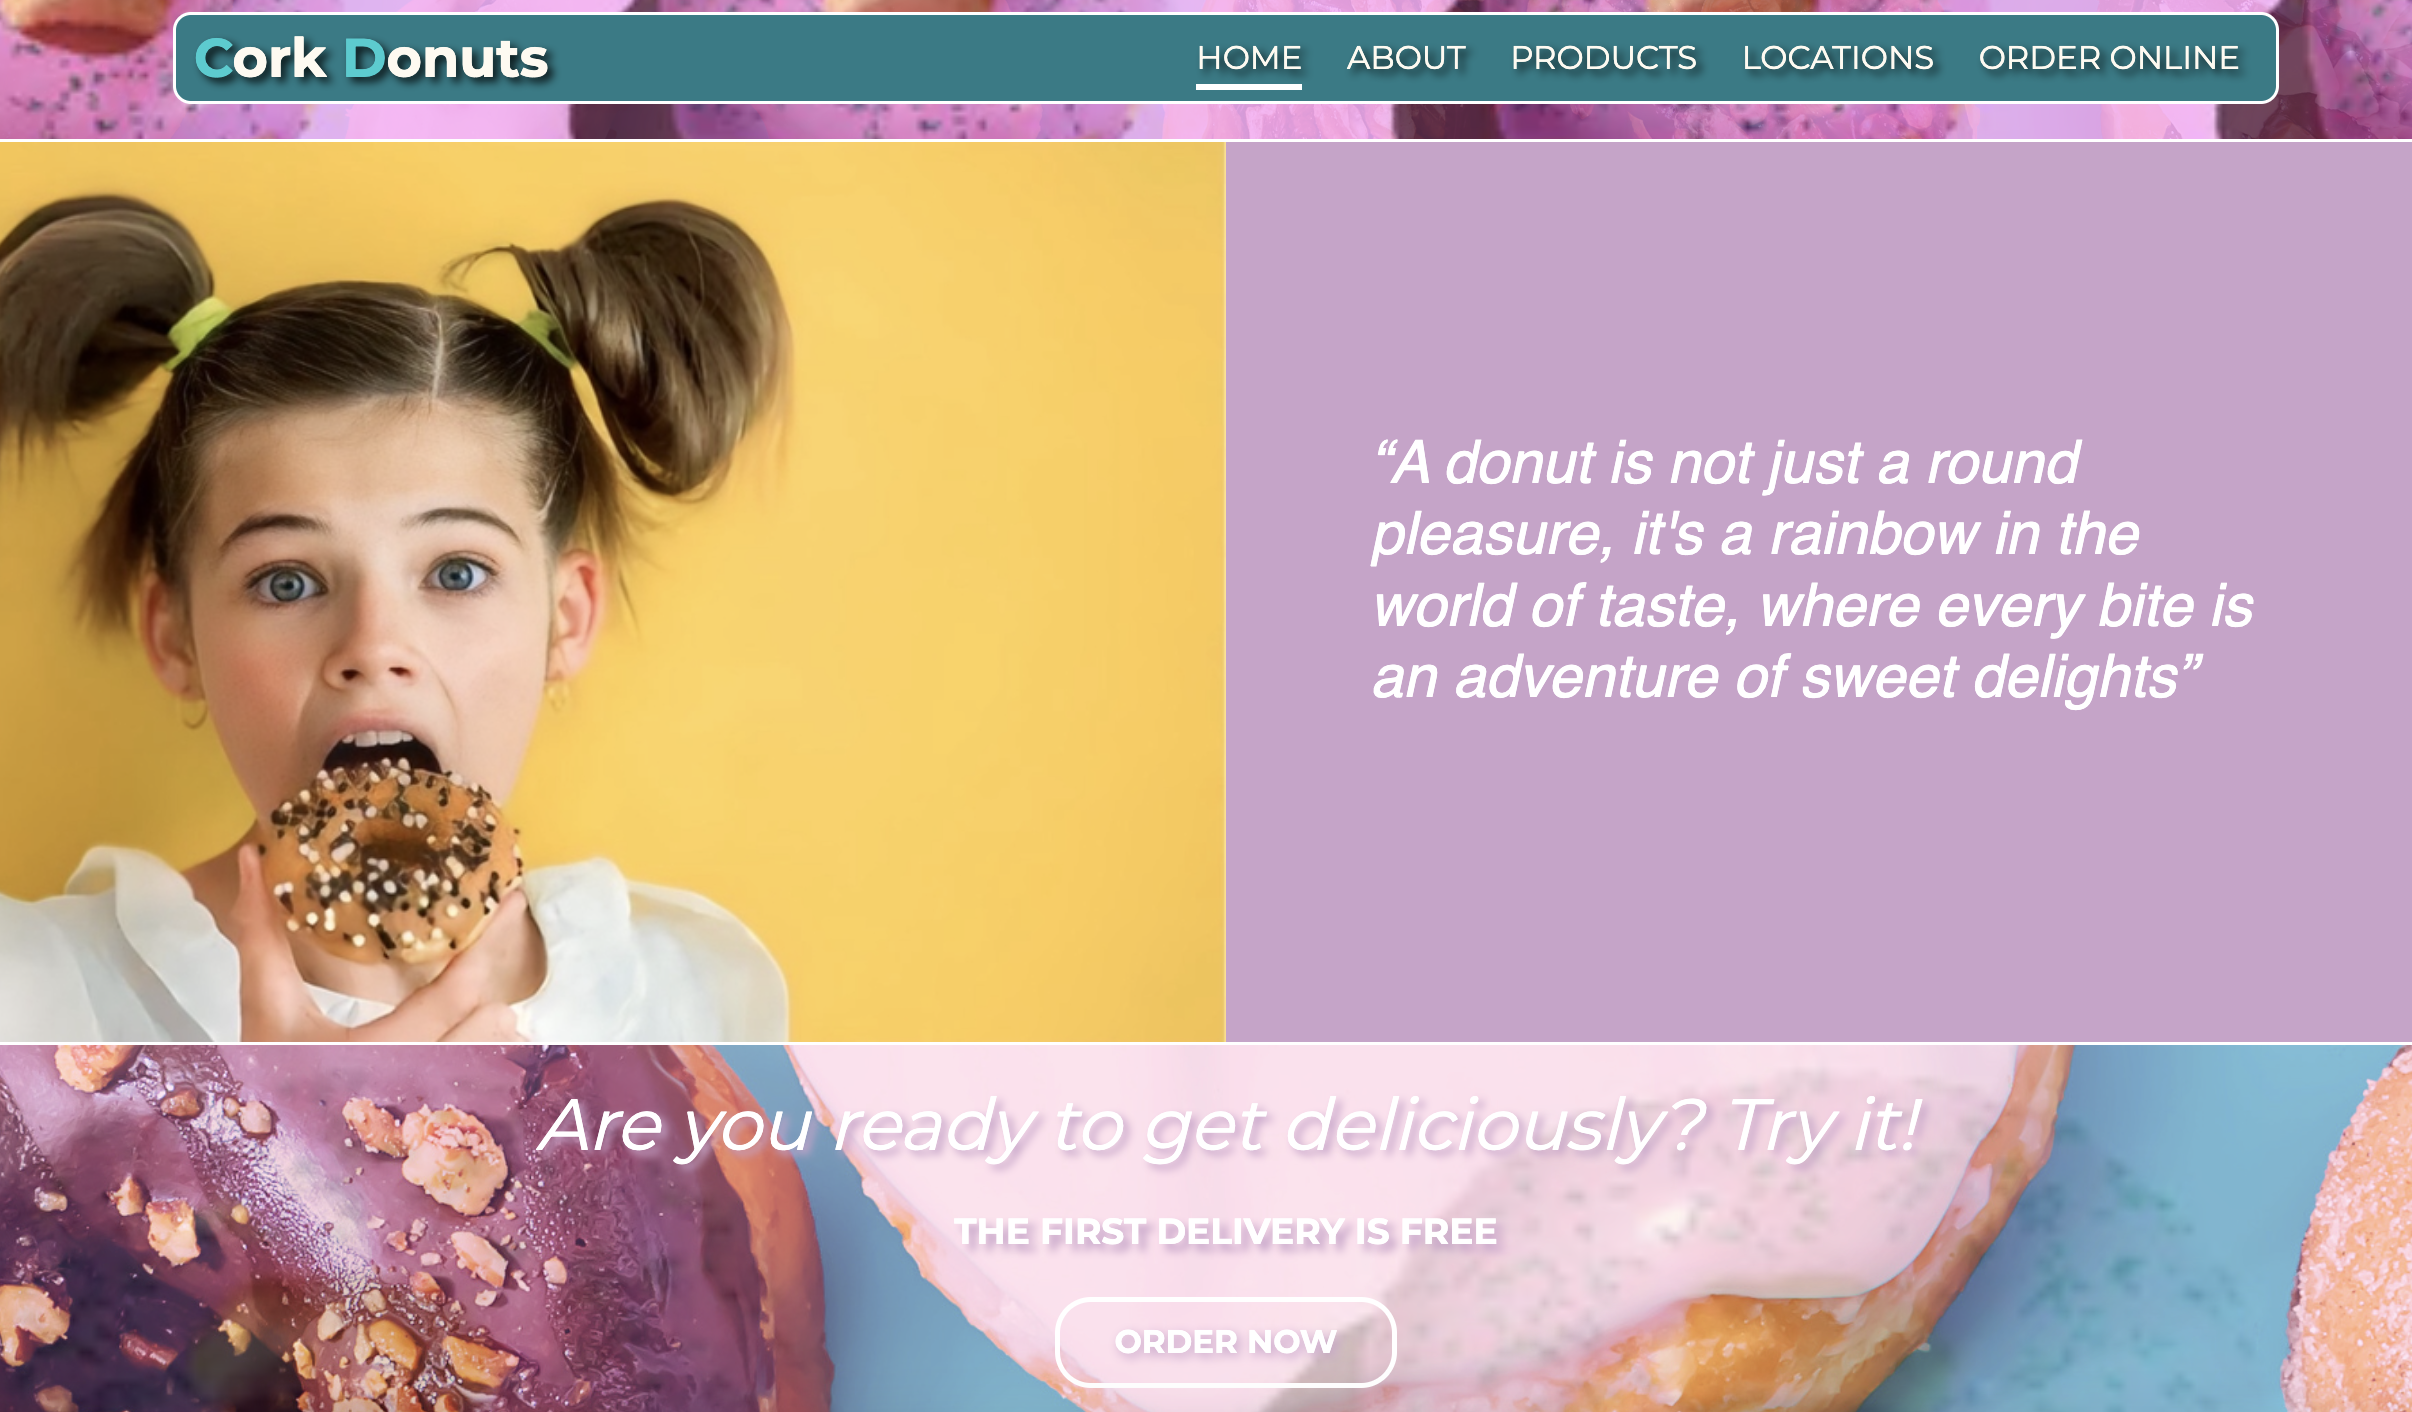 Cork Donuts
HOME ABOUT PRODUCTS LOCATIONS ORDER ONLINE
“A donut is not just a round
pleasure, it's a rainbow in the
world of taste, where every bite is
an adventure of sweet delights”
Are you ready to get deliciously? Try it!
THE FIRST DELIVERY IS FREE
ORDER NOW